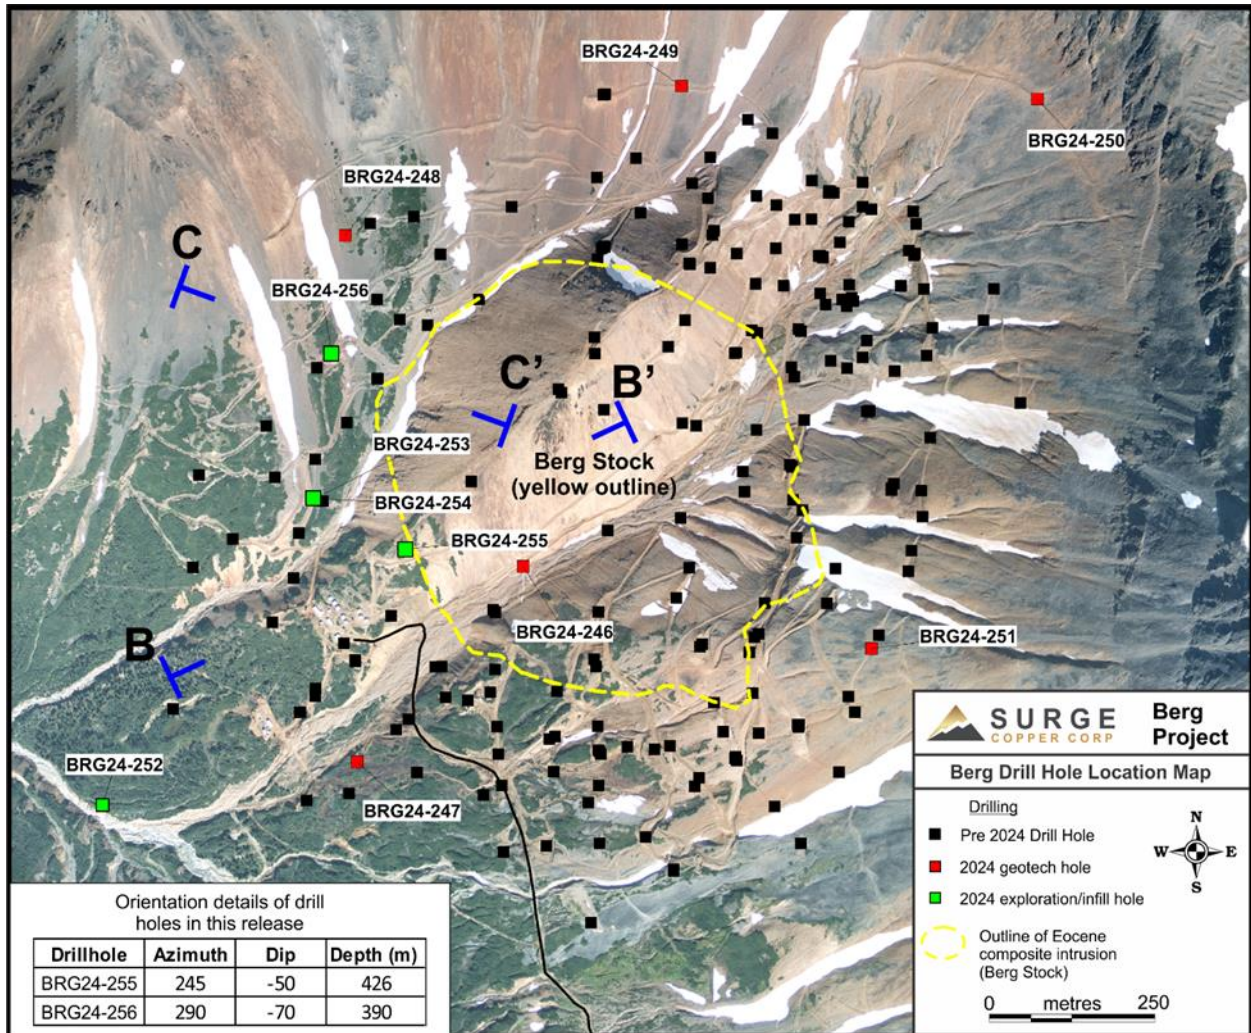 BRG24-249
BRG24-250
BRG24-248
C
BRG24-256
C’
B’
BRG24-253
Berg Stock
(yellow outline)
BRG24-254
BRG24-255
BRG24-246
BRG24-251
B
BRG24-252
BRG24-247
SURGE
COPPER CORP
Berg
Project
Berg Drill Hole Location Map
Drilling
Pre 2024 Drill Hole
2024 geotech hole
2024 exploration/infill hole
Outline of Eocene
composite intrusion
(Berg Stock)
N
W E
S
0 metres 250
Orientation details of drill
holes in this release
Drillhole Azimuth Dip Depth (m)
BRG24-255 245 -50 426
BRG24-256 290 -70 390